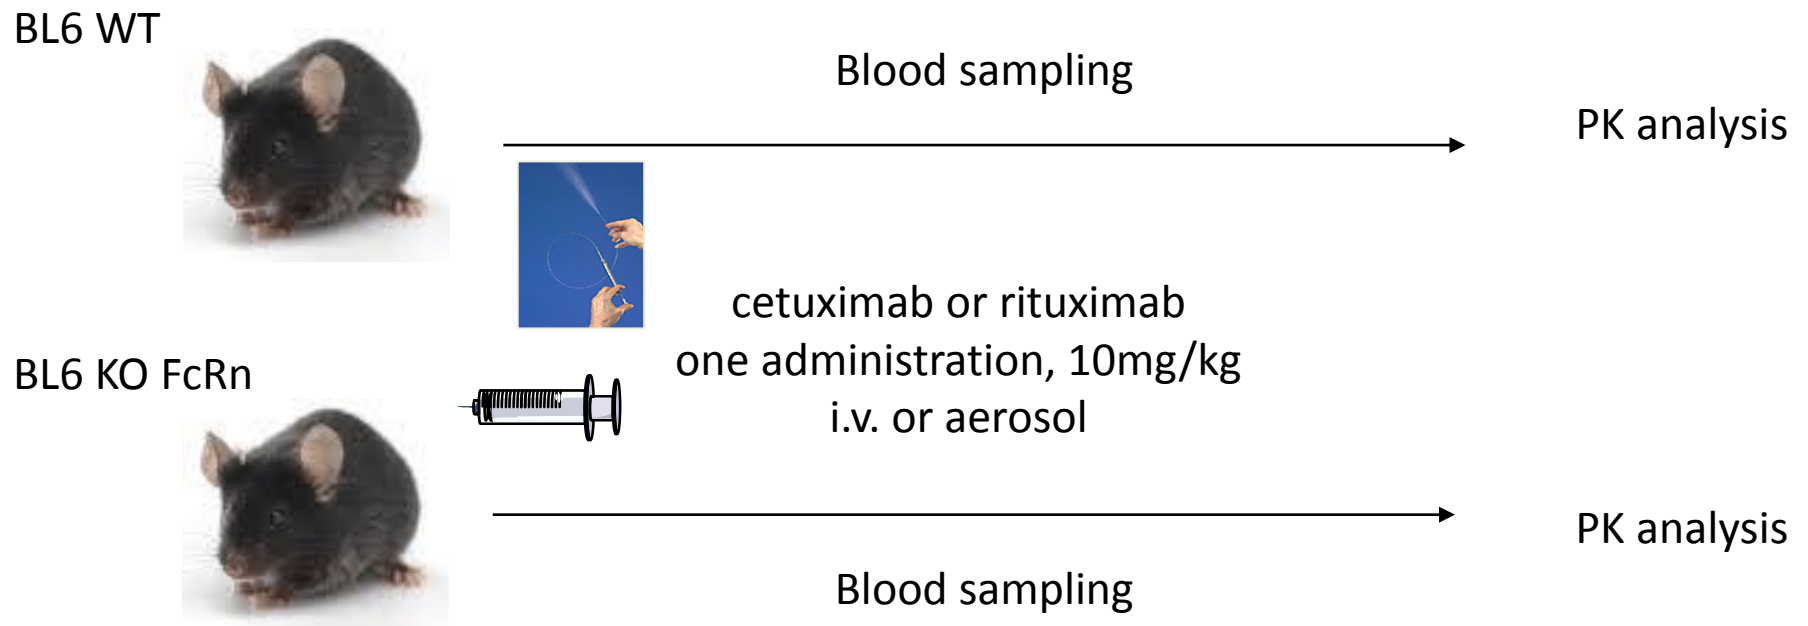 BL6 WT
Blood sampling
PK analysis
cetuximab or rituximab
one administration, 10mg/kg
i.v. or aerosol
BL6 KO FcRn
PK analysis
Blood sampling